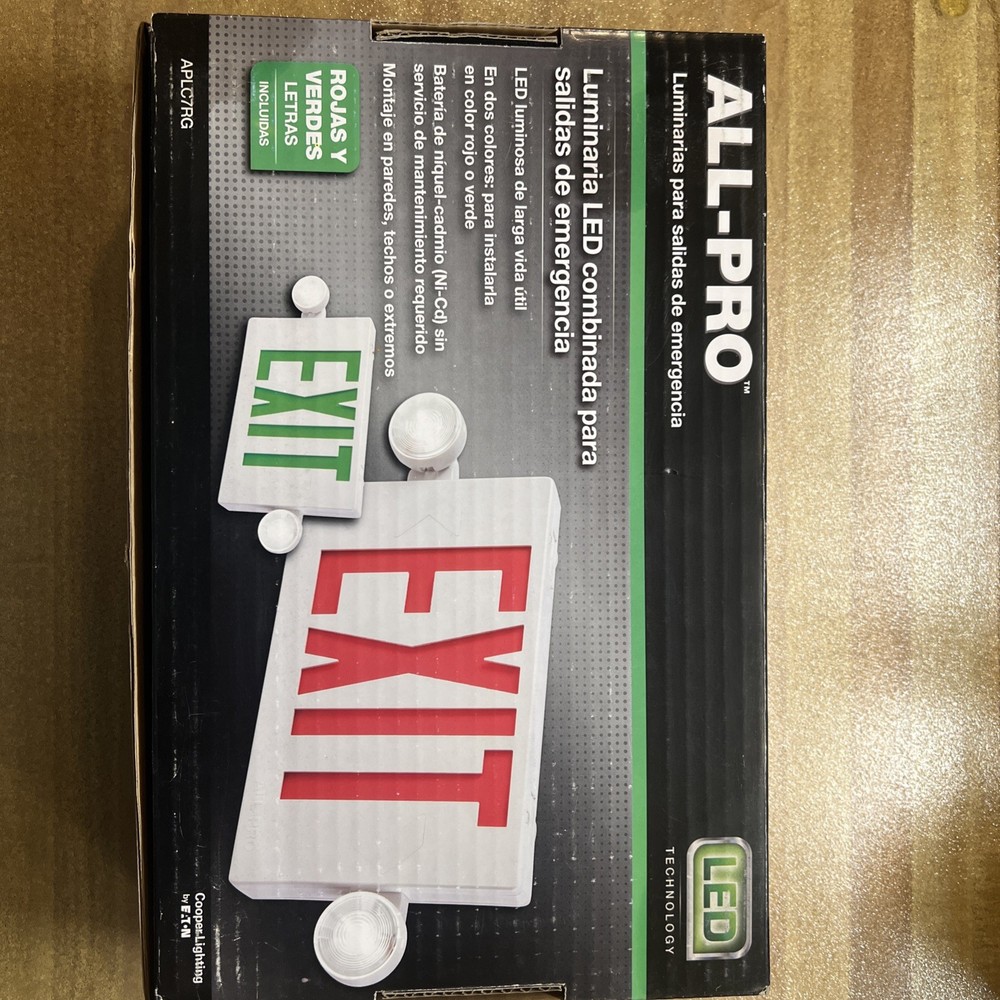 ALL-PRO™
Luminarias para salidas de emergencia
LED
TECHNOLOGY
Luminaria LED combinada para
salidas de emergencia
LED luminosa de larga vida útil
En dos colores: para instalarla
en color rojo o verde
Batería de níquel-cadmio (Ni-Cd) sin
servicio de mantenimiento requerido
Montaje en paredes, techos o extremos
ROJAS Y
VERDES
LETRAS
INCLUIDAS
EXIT
EXIT
APLC7RG
Cooper Lighting
by EATON